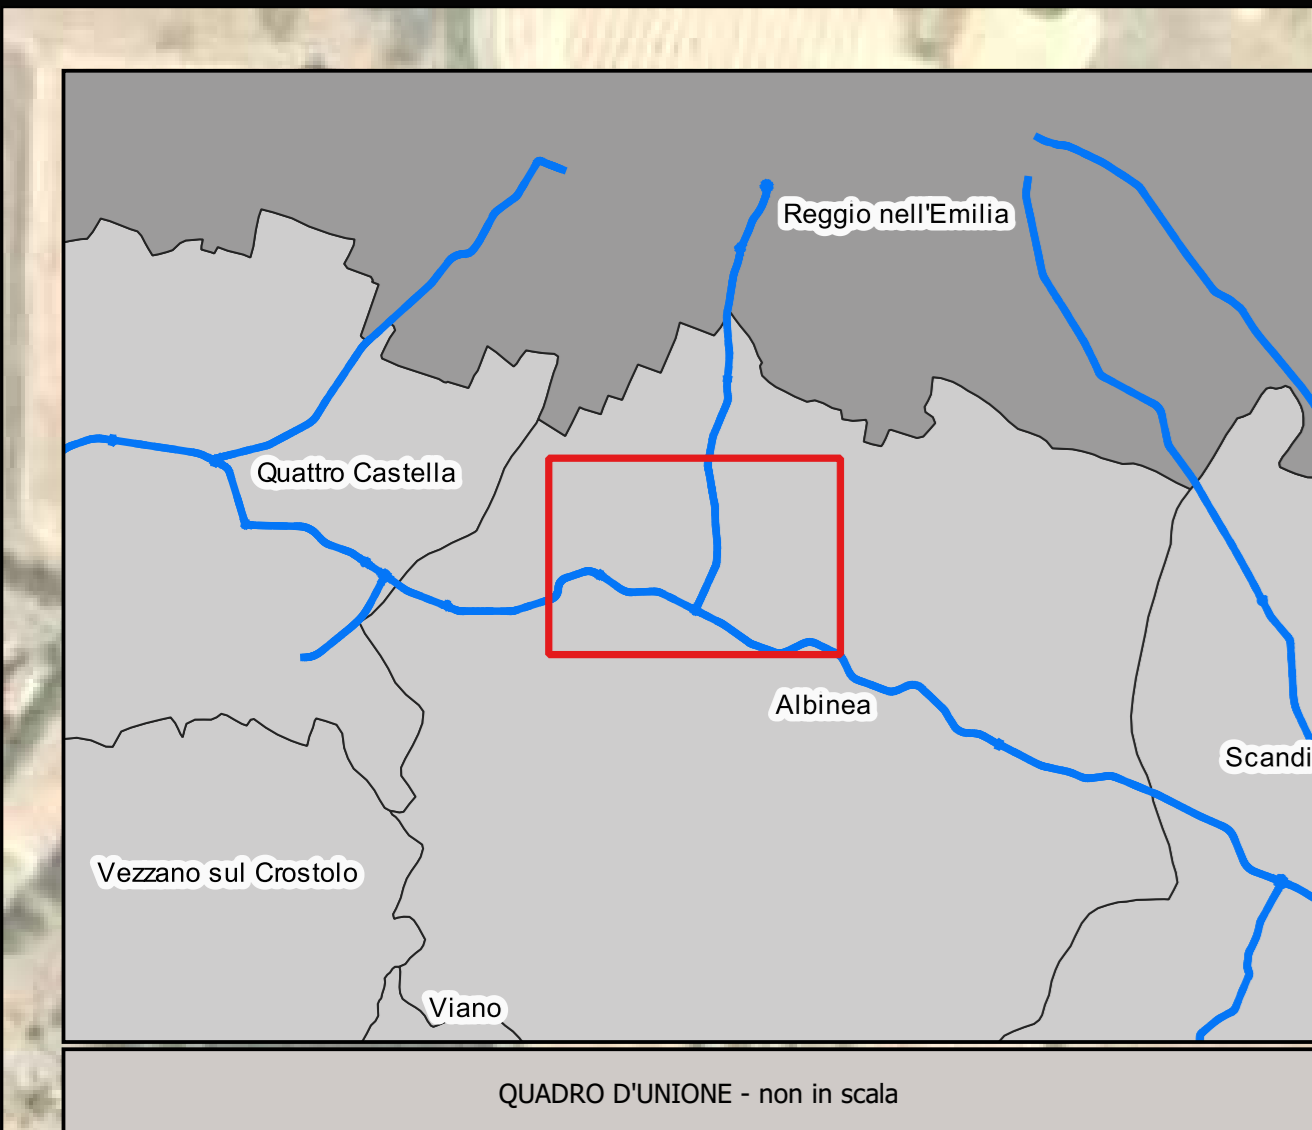 Reggio nell'Emilia
Quattro Castella
Albinea
Scandi
Vezzano sul Crostolo
Viano
QUADRO D'UNIONE - non in scala